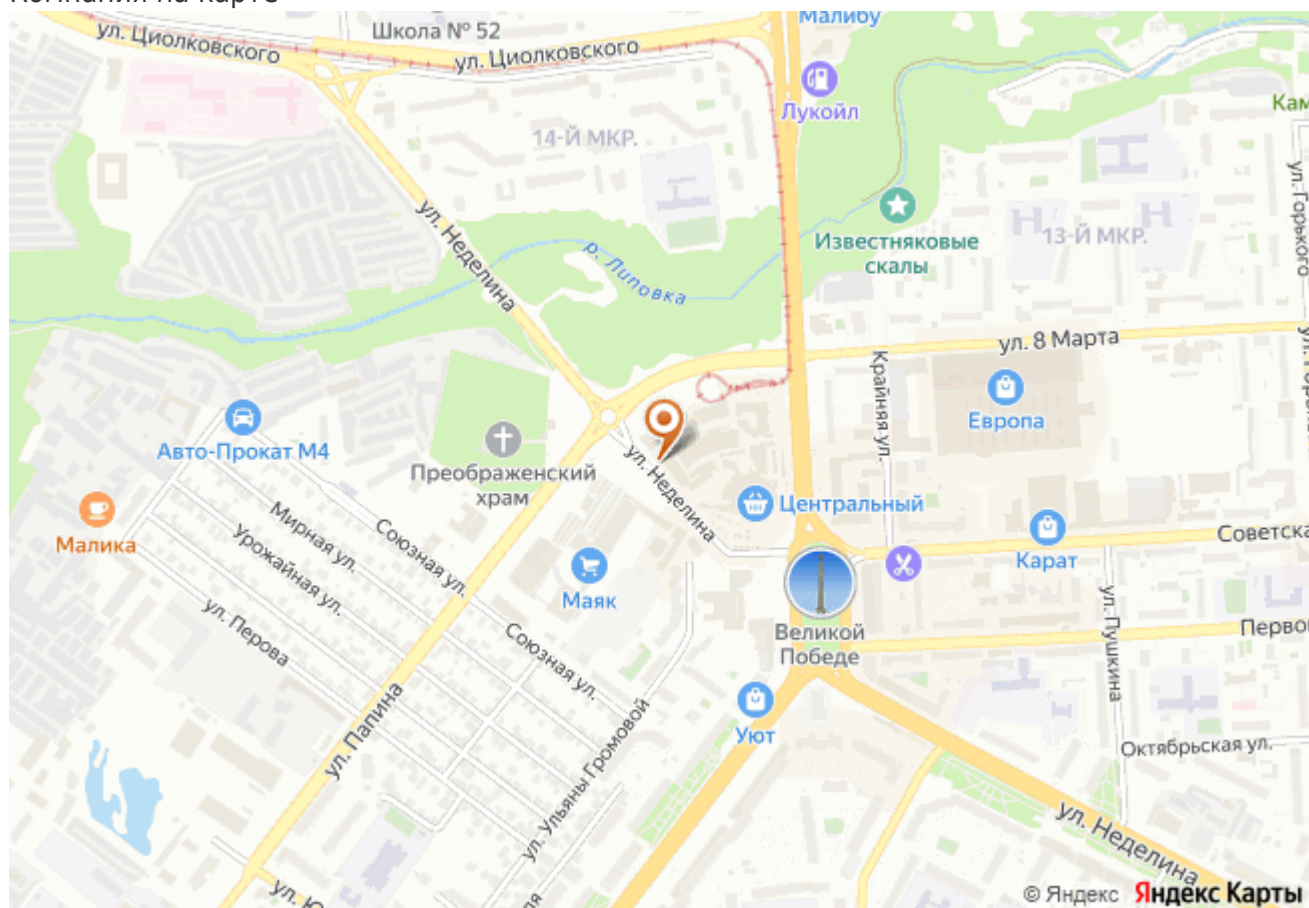 Компания на карте
Малибу
Школа № 52
ул. Циолковского
ул. Циолковского
Лукойл
14-Й МКР.
ул. Горького
ул. Неделина
Известняковые
скалы
13-Й МКР.
р. Липовка
ул. 8 Марта
Крайняя ул.
Европа
Авто-Прокат М4
Преображенский
храм
ул. Неделина
Центральный
Малика
Мирная ул.
Союзная ул.
Советска
Карат
Урожайная ул.
Маяк
ул. Перова
Великой
Победе
ул. Пушкина
Союзная ул.
ул. Папина
Уют
ул. Ульяны Громовой
Октябрьская ул.
ул. Неделина
© Яндекс Яндекс Карты